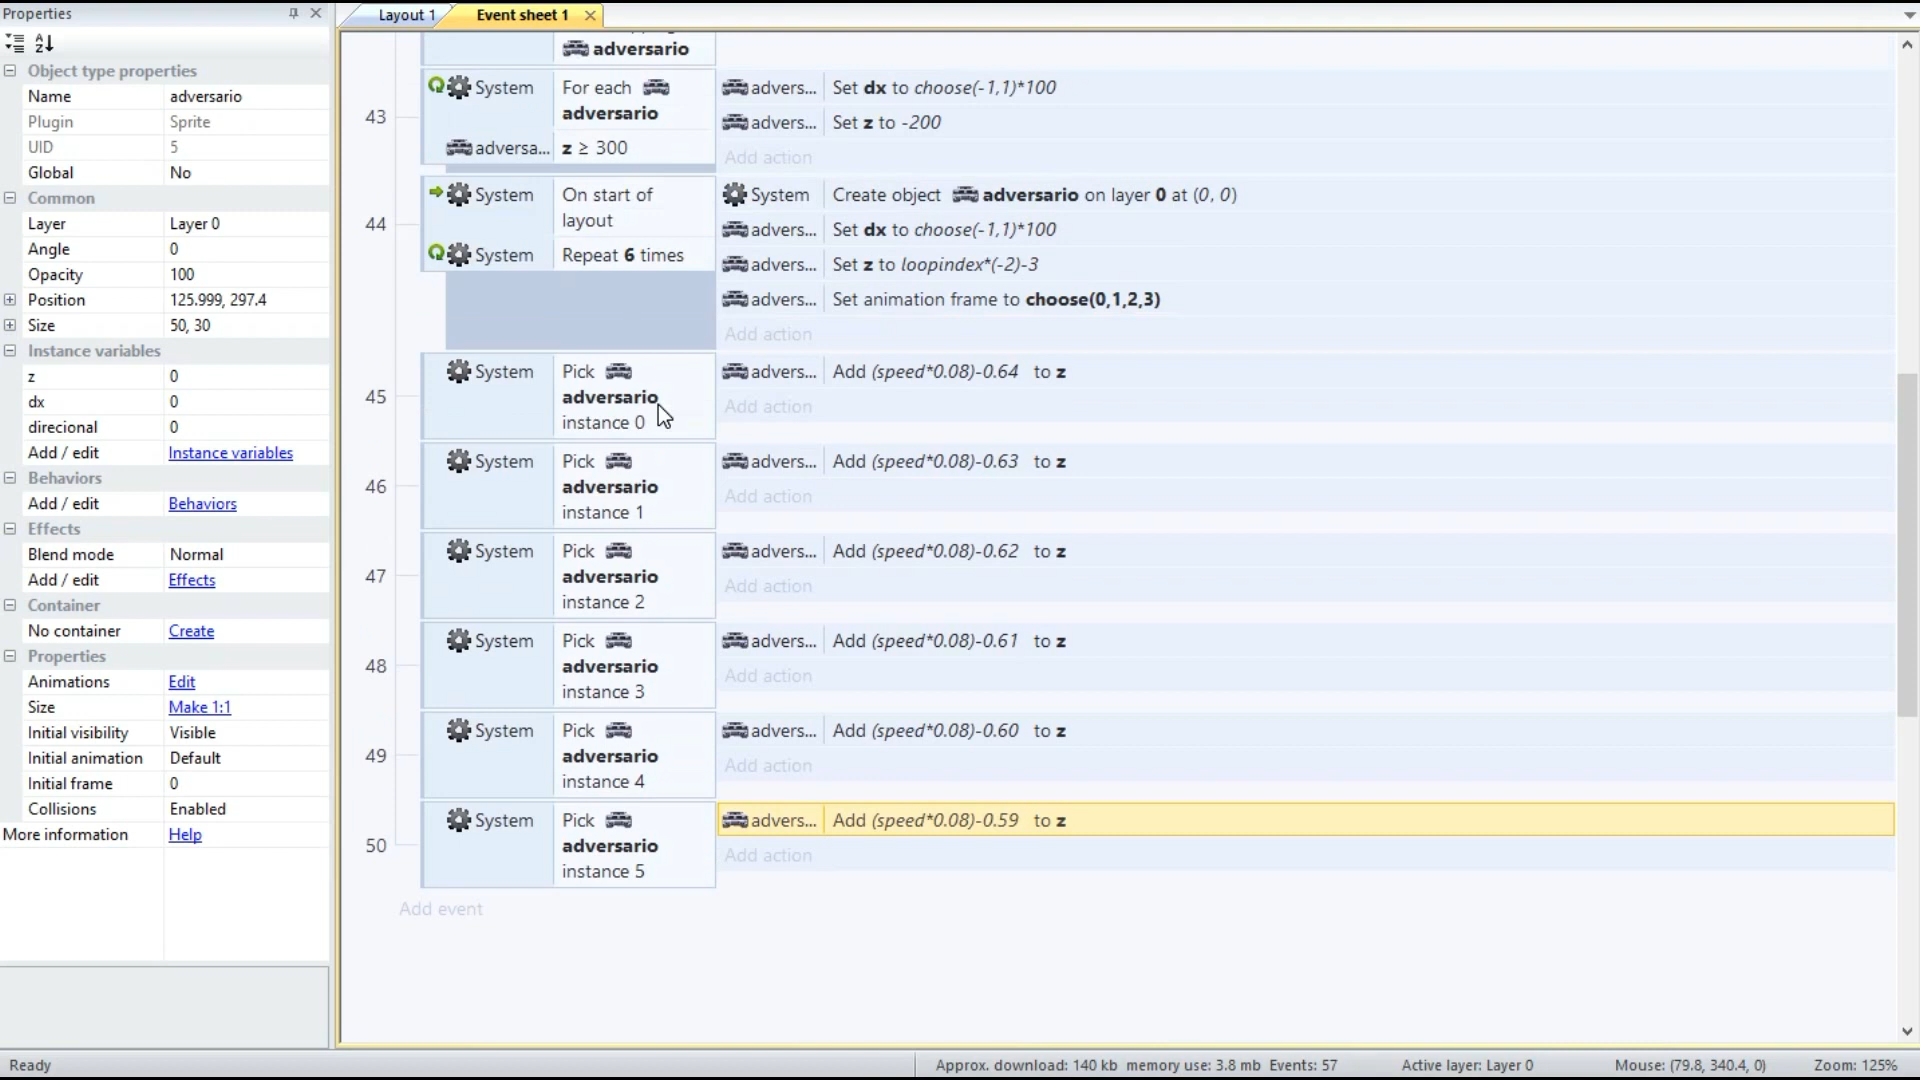 Properties
Layout 1
Event sheet 1
Object type properties
Name adversario
Plugin Sprite
UID 5
Global No
Common
Layer Layer 0
Angle 0
Opacity 100
Position 125.999, 297.4
Size 50, 30
Instance variables
z 0
dx 0
direcional 0
Add / edit Instance variables
Behaviors
Add / edit Behaviors
Effects
Blend mode Normal
Add / edit Effects
Container
No container Create
Properties
Animations Edit
Size Make 1:1
Initial visibility Visible
Initial animation Default
Initial frame 0
Collisions Enabled
More information Help
adversario
43
System For each
adversario
adversa... z ≥ 300
advers... Set dx to choose(-1,1)*100
advers... Set z to -200
Add action
44
System On start of
layout
System Repeat 6 times
System Create object adversario on layer 0 at (0, 0)
advers... Set dx to choose(-1,1)*100
advers... Set z to loopindex*(-2)-3
advers... Set animation frame to choose(0,1,2,3)
Add action
45
System Pick
adversario
instance 0
advers... Add (speed*0.08)-0.64 to z
Add action
46
System Pick
adversario
instance 1
advers... Add (speed*0.08)-0.63 to z
Add action
47
System Pick
adversario
instance 2
advers... Add (speed*0.08)-0.62 to z
Add action
48
System Pick
adversario
instance 3
advers... Add (speed*0.08)-0.61 to z
Add action
49
System Pick
adversario
instance 4
advers... Add (speed*0.08)-0.60 to z
Add action
50
System Pick
adversario
instance 5
advers... Add (speed*0.08)-0.59 to z
Add action
Add event
Ready
Approx. download: 140 kb memory use: 3.8 mb Events: 57
Active layer: Layer 0
Mouse: (79.8, 340.4, 0)
Zoom: 125%